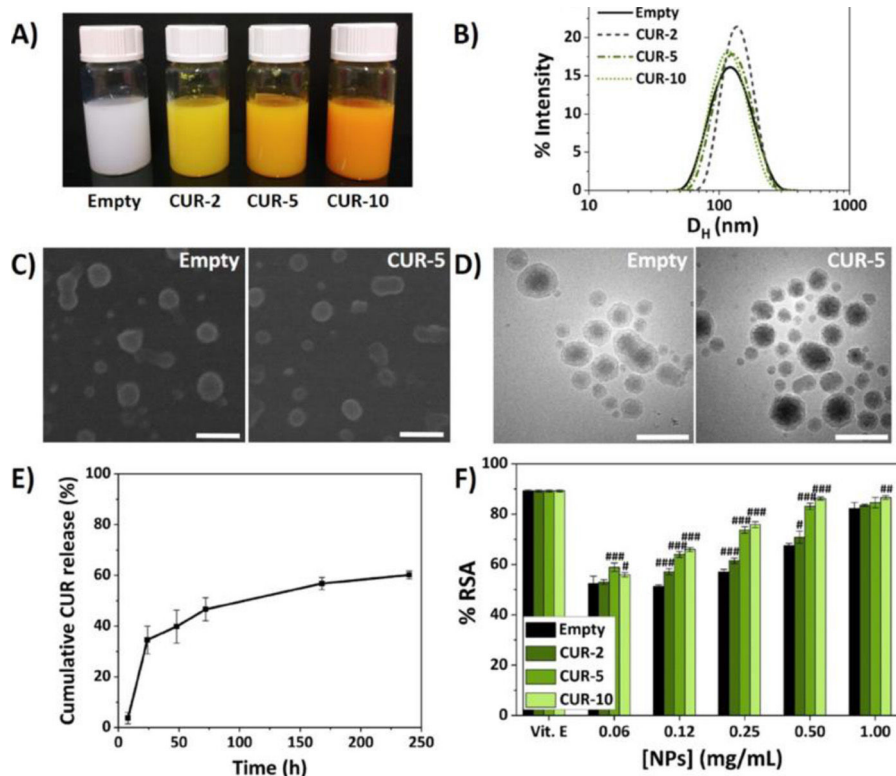 A)
Empty CUR-2 CUR-5 CUR-10
B)
Empty
CUR-2
CUR-5
CUR-10
% Intensity
20
15
10
5
0
10 100 1000
D_H (nm)
C)
Empty
CUR-5
D)
Empty
CUR-5
E)
Cumulative CUR release (%)
100
80
60
40
20
0
0 50 100 150 200 250
Time (h)
F)
% RSA
100
80
60
40
20
0
### #
### ### ###
### ### ###
# ### ###
##
Empty
CUR-2
CUR-5
CUR-10
Vit. E 0.06 0.12 0.25 0.50 1.00
[NPs] (mg/mL)